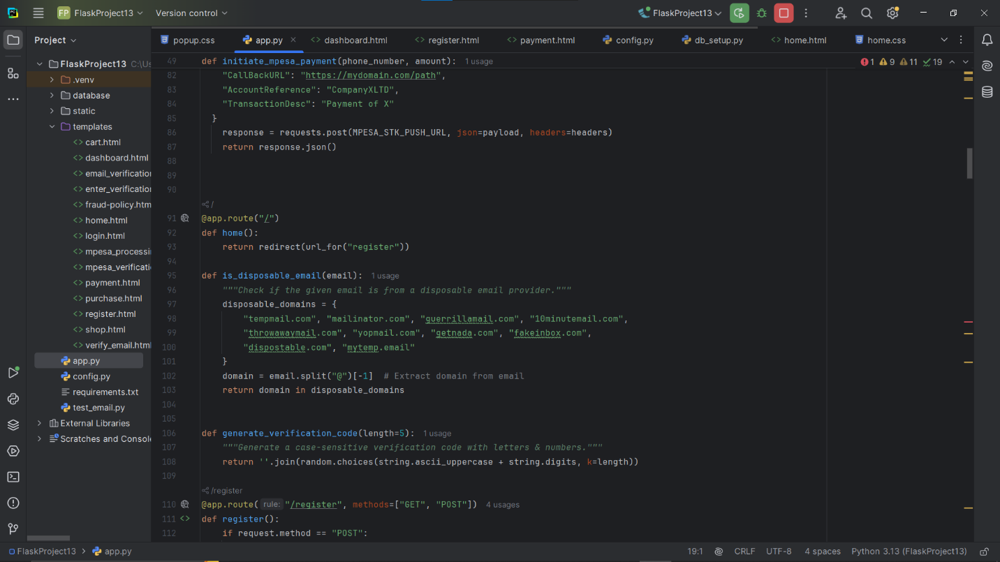 FP FlaskProject13 Version control FlaskProject13
Project
popup.css app.py dashboard.html register.html payment.html config.py db_setup.py home.html home.css
FlaskProject13 C:\Us
.venv
database
static
templates
cart.html
dashboard.html
email_verification
enter_verification
fraud-policy.htm
home.html
login.html
mpesa_processi
mpesa_verificati
payment.html
purchase.html
register.html
shop.html
verify_email.html
app.py
config.py
requirements.txt
test_email.py
External Libraries
Scratches and Consol
1 9 11 19
49 def initiate_mpesa_payment(phone_number, amount): 1 usage
82 "CallBackURL": "https://mydomain.com/path",
83 "AccountReference": "CompanyXLTD",
84 "TransactionDesc": "Payment of X"
85 }
86 response = requests.post(MPESA_STK_PUSH_URL, json=payload, headers=headers)
87 return response.json()
88
89
90
/
91 @app.route("/")
92 def home():
93 return redirect(url_for("register"))
94
95 def is_disposable_email(email): 1 usage
96 """Check if the given email is from a disposable email provider."""
97 disposable_domains = {
98 "tempmail.com", "mailinator.com", "guerrillamail.com", "10minutemail.com",
99 "throwawaymail.com", "yopmail.com", "getnada.com", "fakeinbox.com",
100 "dispostable.com", "mytemp.email"
101 }
102 domain = email.split("@")[-1] # Extract domain from email
103 return domain in disposable_domains
104
105
106 def generate_verification_code(length=5): 1 usage
107 """Generate a case-sensitive verification code with letters & numbers."""
108 return ''.join(random.choices(string.ascii_uppercase + string.digits, k=length))
109
/register
110 @app.route( rule: "/register", methods=["GET", "POST"]) 4 usages
111 def register():
112 if request.method == "POST":
FlaskProject13 > app.py 19:1 CRLF UTF-8 4 spaces Python 3.13 (FlaskProject13)